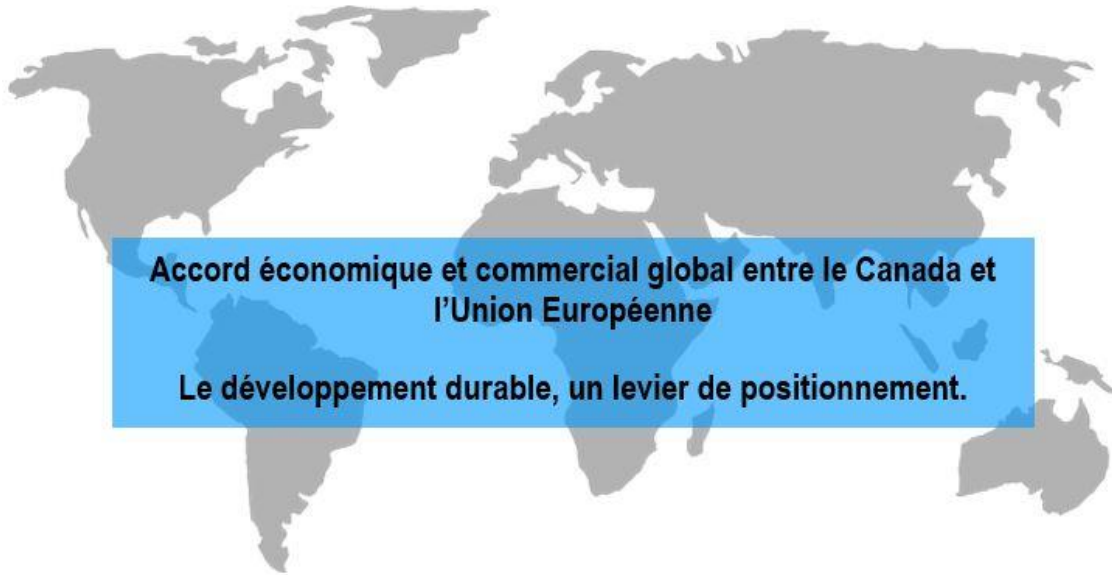 Accord économique et commercial global entre le Canada et
l’Union Européenne
Le développement durable, un levier de positionnement.